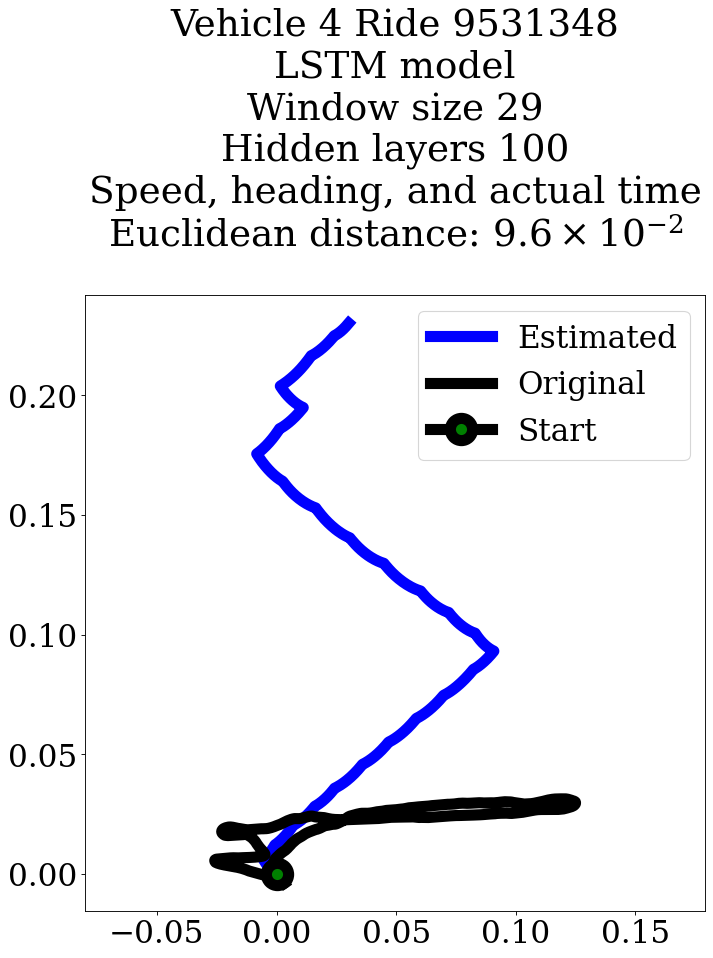 Vehicle 4 Ride 9531348
LSTM model
Window size 29
Hidden layers 100
Speed, heading, and actual time
Euclidean distance: 9.6 × 10⁻²
Estimated
Original
Start
0.20
0.15
0.10
0.05
0.00
−0.05 0.00 0.05 0.10 0.15